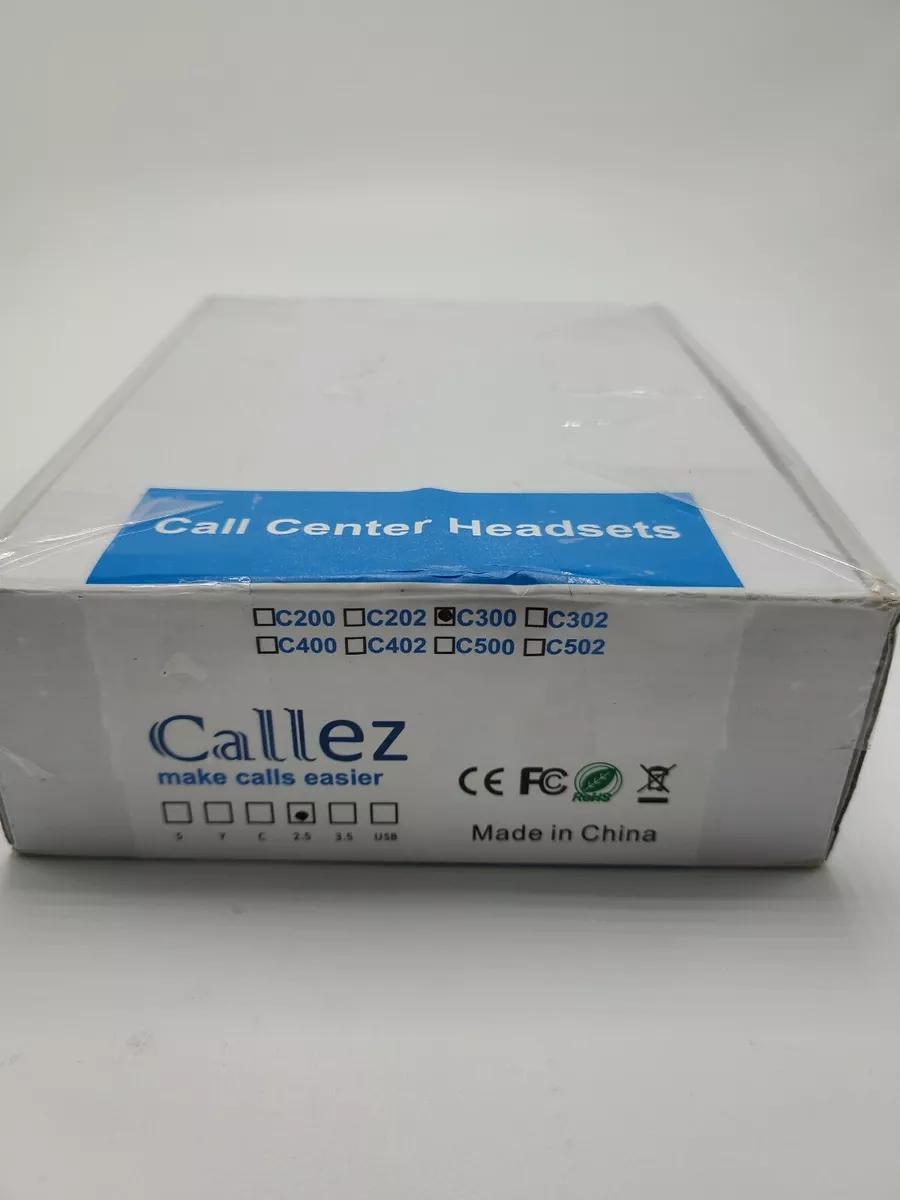 Call Center Headsets
☐C200 ☐C202 ☒C300 ☐C302
☐C400 ☐C402 ☐C500 ☐C502
Callez
make calls easier
CE FC RoHS
Y C 2.5 3.5 USB
Made in China